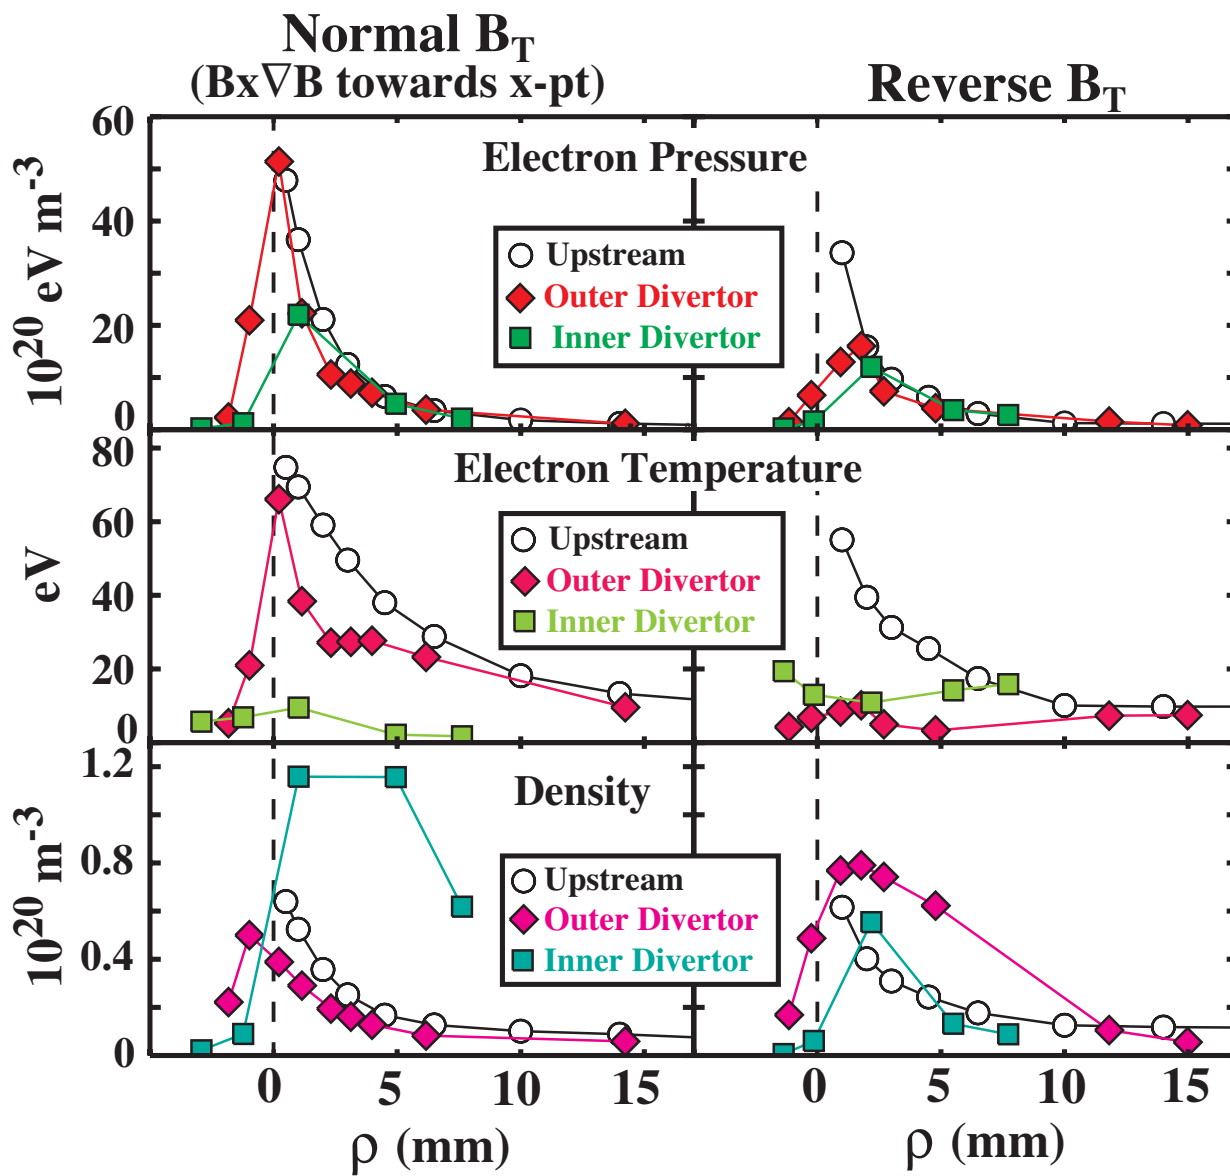 Normal B_T
(Bx∇B towards x-pt)
Reverse B_T
60
40
20
0
10^20 eV m^-3
Electron Pressure
Upstream
Outer Divertor
Inner Divertor
80
60
40
20
0
eV
Electron Temperature
Upstream
Outer Divertor
Inner Divertor
1.2
0.8
0.4
0
10^20 m^-3
Density
Upstream
Outer Divertor
Inner Divertor
0 5 10 15
0 5 10 15
ρ (mm)
ρ (mm)